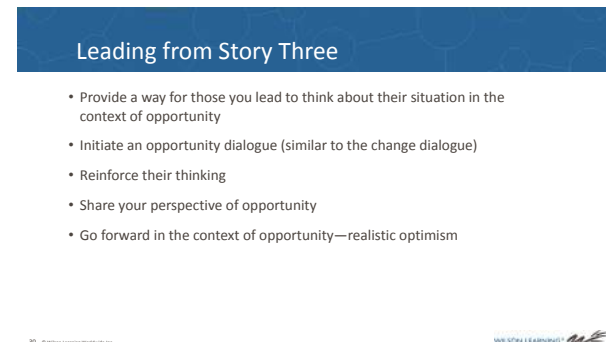 Leading from Story Three
• Provide a way for those you lead to think about their situation in the
context of opportunity
• Initiate an opportunity dialogue (similar to the change dialogue)
• Reinforce their thinking
• Share your perspective of opportunity
• Go forward in the context of opportunity—realistic optimism
WILSON LEARNING®